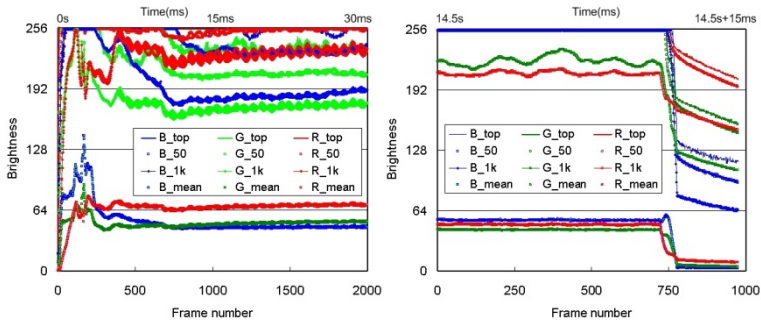 0s Time(ms) 15ms 30ms
256
192
128
64
0
Brightness
B_top G_top R_top
B_50 G_50 R_50
B_1k G_1k R_1k
B_mean G_mean R_mean
0 500 1000 1500 2000
Frame number
14.5s Time(ms) 14.5s+15ms
256
192
128
64
0
Brightness
B_top G_top R_top
B_50 G_50 R_50
B_1k G_1k R_1k
B_mean G_mean R_mean
0 250 500 750 1000
Frame number